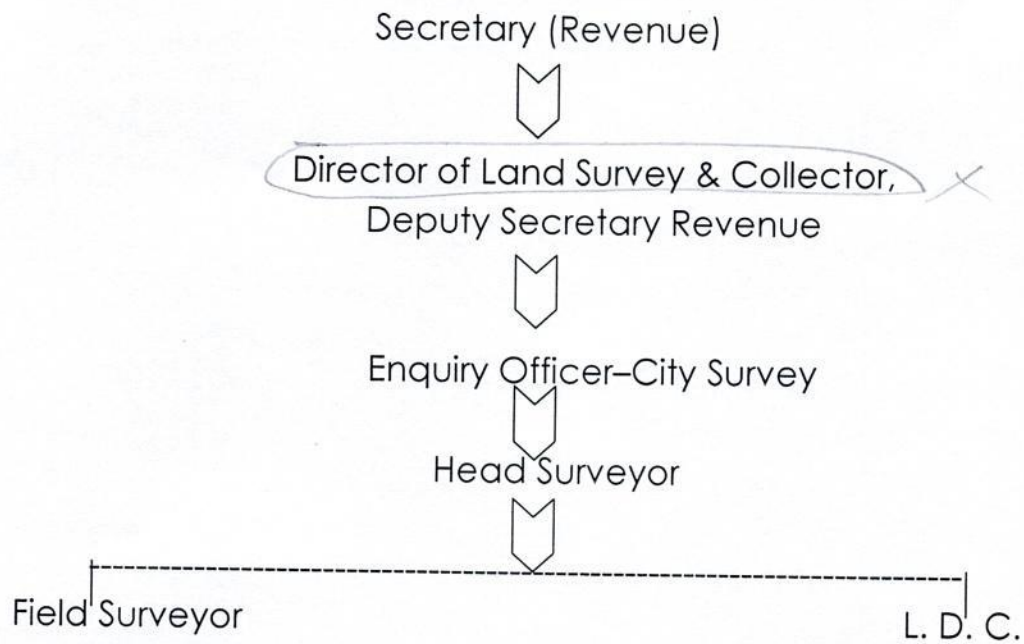 Secretary (Revenue)
Director of Land Survey & Collector,
Deputy Secretary Revenue
Enquiry Officer–City Survey
Head Surveyor
Field Surveyor
L. D. C.